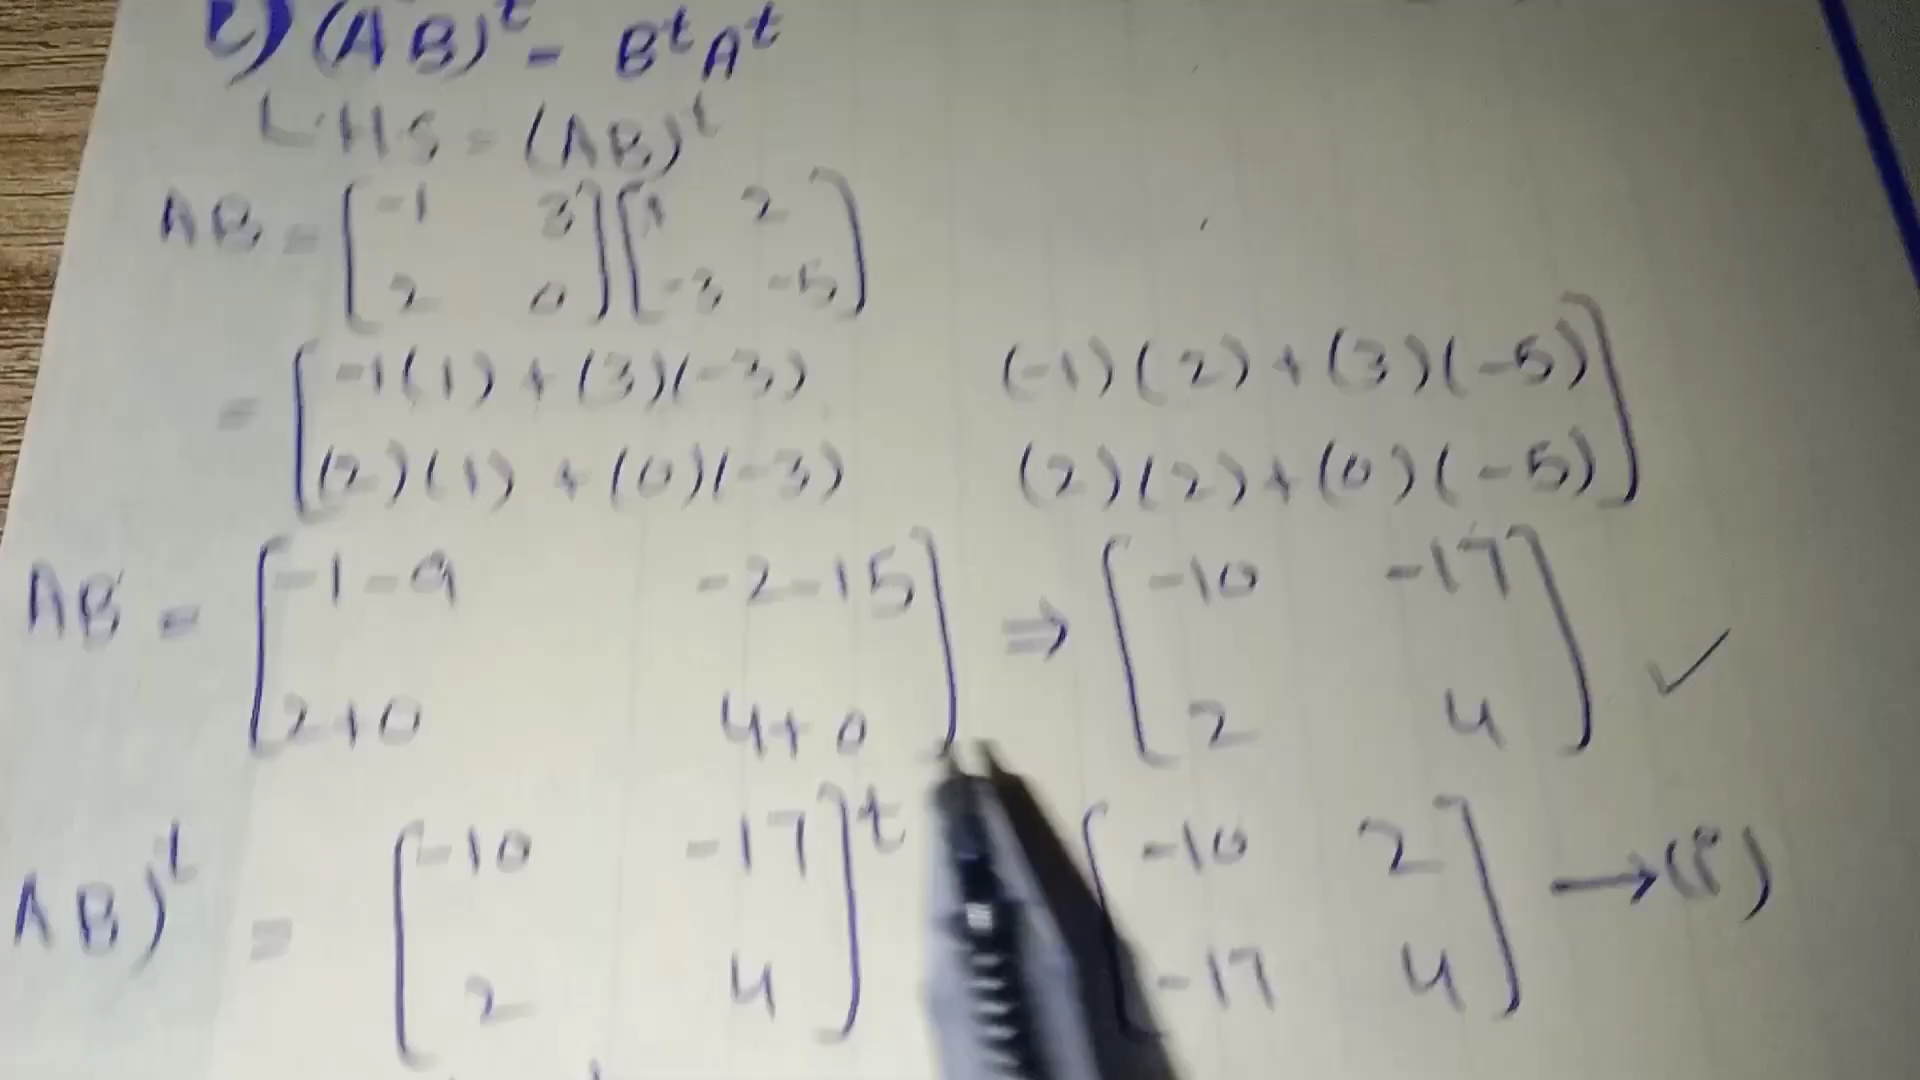 (AB)^t = B^t A^t
LHS = (AB)^t
AB = [-1 3] [1 2]
[2 0] [-3 -5]
= [-1(1) + (3)(-3) (-1)(2) + (3)(-5)]
[(2)(1) + (0)(-3) (2)(2) + (0)(-5)]
AB = [-1-9 -2-15] ⇒ [-10 -17]
[2+0 4+0] [2 4] ✓
AB)^t = [-10 -17]^t [-10 2] → (i)
[2 4] [-17 4]